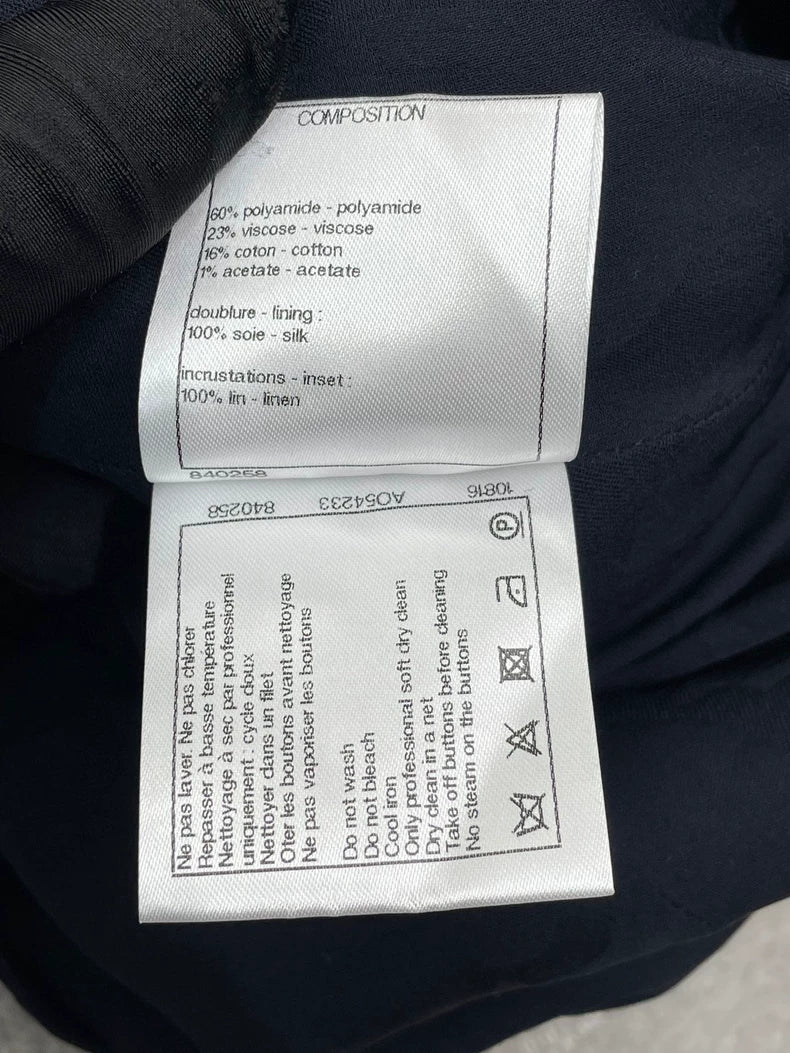 COMPOSITION
60% polyamide - polyamide
23% viscose - viscose
16% coton - cotton
1% acetate - acetate
doublure - lining :
100% soie - silk
incrustations - inset :
100% lin - linen
840258
10816 AO54233 840258
Ne pas laver. Ne pas chlorer
Repasser à basse température
Nettoyage à sec par professionnel
uniquement : cycle doux
Nettoyer dans un filet
Oter les boutons avant nettoyage
Ne pas vaporiser les boutons
Do not wash
Do not bleach
Cool iron
Only professional soft dry clean
Dry clean in a net
Take off buttons before cleaning
No steam on the buttons
P